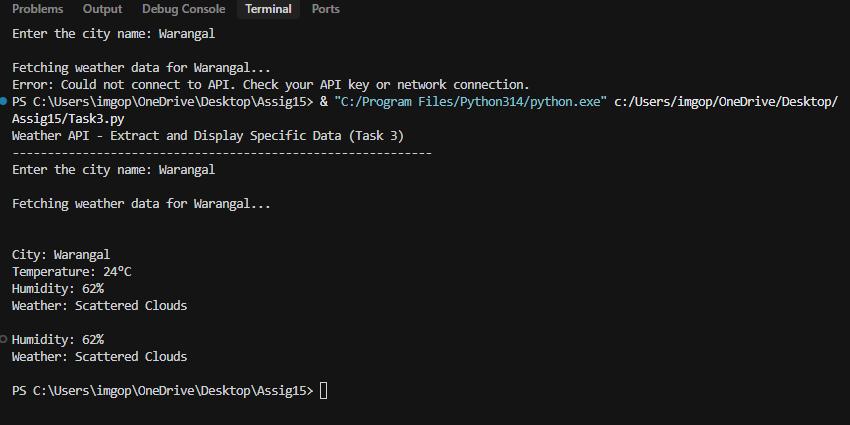 Problems Output Debug Console Terminal Ports
Enter the city name: Warangal
Fetching weather data for Warangal...
Error: Could not connect to API. Check your API key or network connection.
PS C:\Users\imgop\OneDrive\Desktop\Assig15> & "C:/Program Files/Python314/python.exe" c:/Users/imgop/OneDrive/Desktop/
Assig15/Task3.py
Weather API - Extract and Display Specific Data (Task 3)
------------------------------------------------------------
Enter the city name: Warangal
Fetching weather data for Warangal...
City: Warangal
Temperature: 24°C
Humidity: 62%
Weather: Scattered Clouds
Humidity: 62%
Weather: Scattered Clouds
PS C:\Users\imgop\OneDrive\Desktop\Assig15>